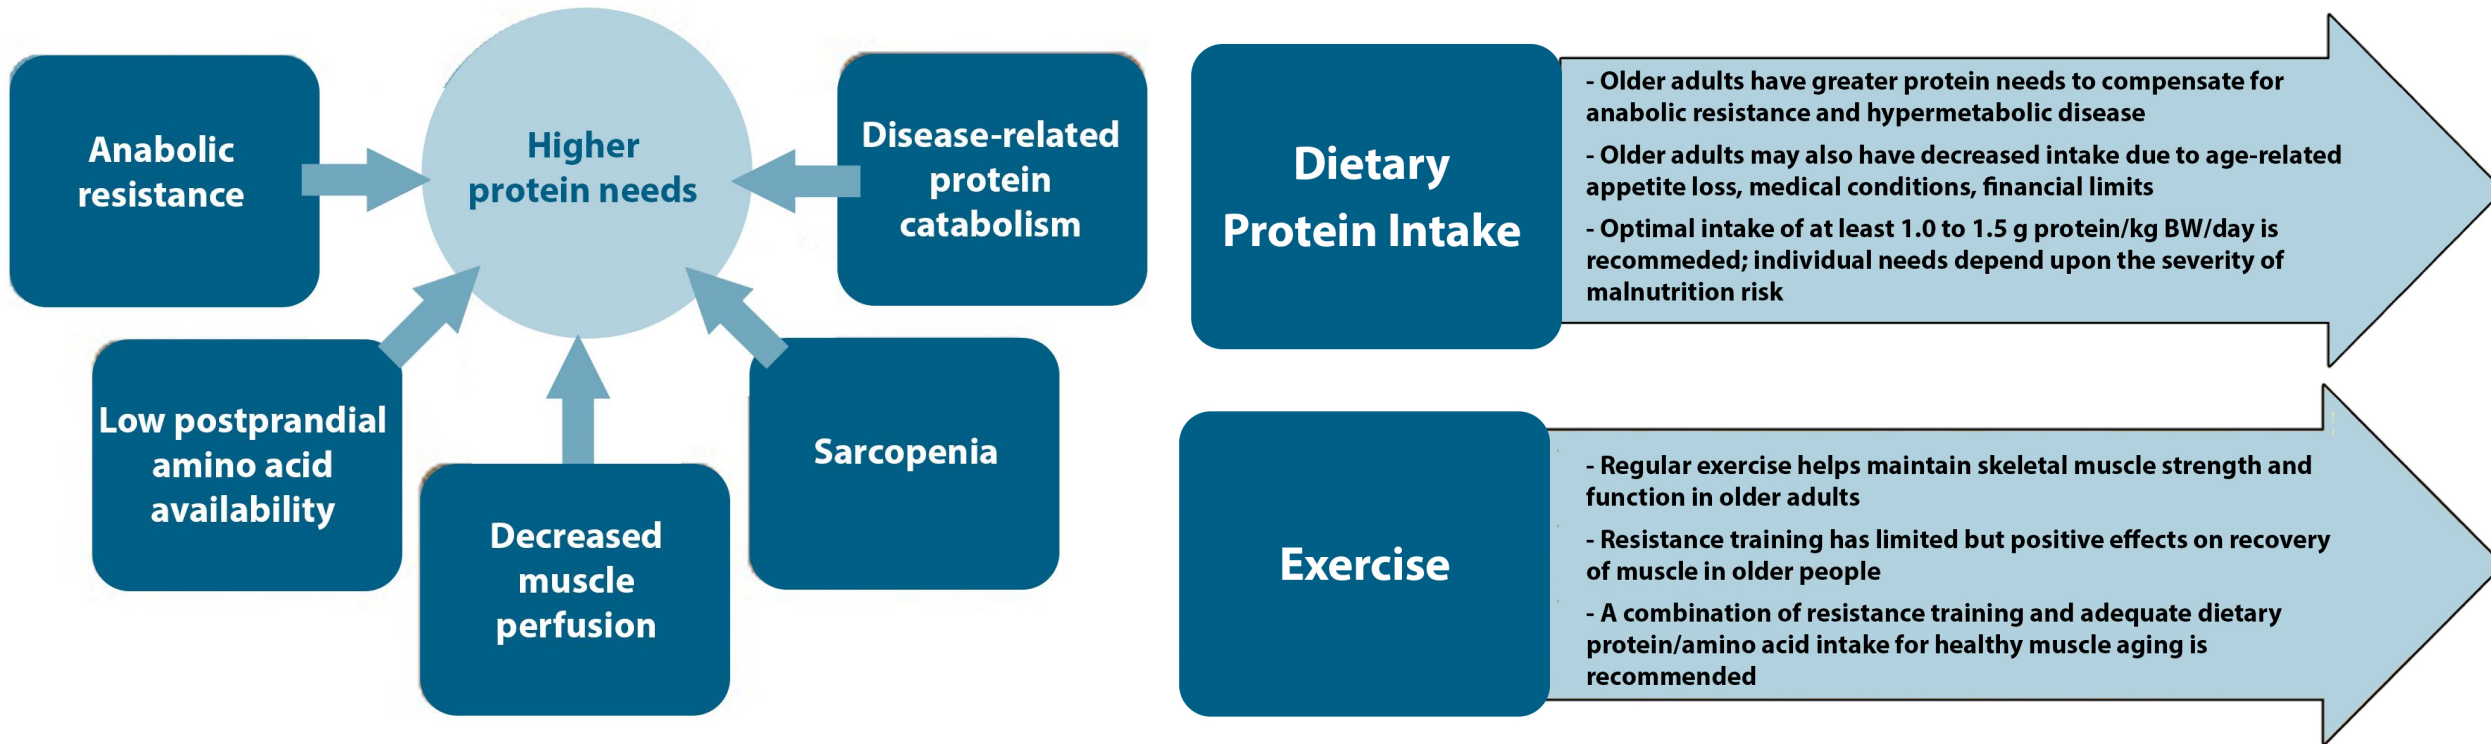 Anabolic
resistance
Higher
protein needs
Disease-related
protein
catabolism
Low postprandial
amino acid
availability
Decreased
muscle
perfusion
Sarcopenia
Dietary
Protein Intake
- Older adults have greater protein needs to compensate for
anabolic resistance and hypermetabolic disease
- Older adults may also have decreased intake due to age-related
appetite loss, medical conditions, financial limits
- Optimal intake of at least 1.0 to 1.5 g protein/kg BW/day is
recommeded; individual needs depend upon the severity of
malnutrition risk
Exercise
- Regular exercise helps maintain skeletal muscle strength and
function in older adults
- Resistance training has limited but positive effects on recovery
of muscle in older people
- A combination of resistance training and adequate dietary
protein/amino acid intake for healthy muscle aging is
recommended